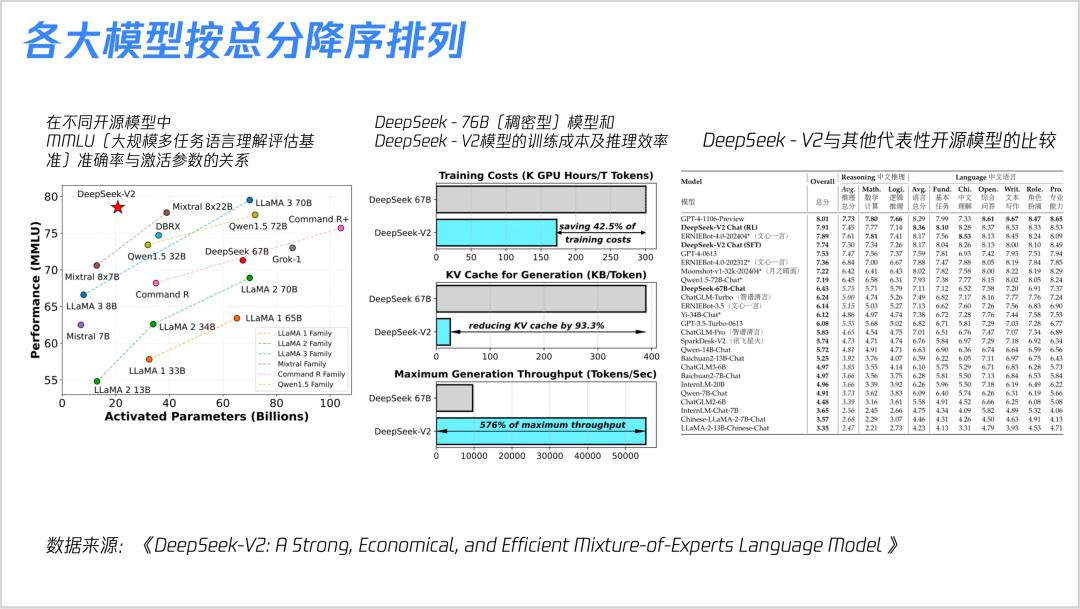 各大模型按总分降序排列
在不同开源模型中
MMLU〔大规模多任务语言理解评估基
准〕准确率与激活参数的关系
DeepSeek-V2
Mixtral 8x22B
LLaMA 3 70B
Command R+
DBRX
Qwen1.5 72B
Qwen1.5 32B
DeepSeek 67B
Grok-1
Mixtral 8x7B
Command R
LLaMA 2 70B
LLaMA 3 8B
Mistral 7B
LLaMA 2 34B
LLaMA 1 65B
LLaMA 1 33B
LLaMA 2 13B
LLaMA 1 Family
LLaMA 2 Family
LLaMA 3 Family
Mixtral Family
Command R Family
Qwen1.5 Family
80
75
70
65
60
55
0 20 40 60 80 100
Performance (MMLU)
Activated Parameters (Billions)
DeepSeek - 76B〔稠密型〕模型和
DeepSeek - V2模型的训练成本及推理效率
Training Costs (K GPU Hours/T Tokens)
DeepSeek 67B
DeepSeek-V2
saving 42.5% of
training costs
0 50 100 150 200 250 300
KV Cache for Generation (KB/Token)
DeepSeek 67B
DeepSeek-V2
reducing KV cache by 93.3%
0 100 200 300 400
Maximum Generation Throughput (Tokens/Sec)
DeepSeek 67B
DeepSeek-V2
576% of maximum throughput
0 10000 20000 30000 40000 50000
DeepSeek - V2与其他代表性开源模型的比较
Model Overall Reasoning 中文推理 Language 中文语言
Avg. Math. Logi. Avg. Fund. Chi. Open. Writ. Role. Pro.
模型 总分 推理总分 数学计算 逻辑推理 语言总分 基本任务 中文理解 综合问答 文本写作 角色扮演 专业能力
GPT-4-1106-Preview 8.01 7.73 7.80 7.66 8.29 7.99 7.33 8.61 8.67 8.47 8.65
DeepSeek-V2 Chat (RL) 7.91 7.45 7.77 7.14 8.36 8.10 8.28 8.37 8.53 8.33 8.53
ERNIEBot-4.0-202404*（文心一言） 7.89 7.61 7.81 7.41 8.17 7.56 8.53 8.13 8.45 8.24 8.09
DeepSeek-V2 Chat (SFT) 7.74 7.30 7.34 7.26 8.17 8.04 8.26 8.13 8.00 8.10 8.49
GPT-4-0613 7.53 7.47 7.56 7.37 7.59 7.81 6.93 7.42 7.93 7.51 7.94
ERNIEBot-4.0-202312*（文心一言） 7.36 6.84 7.00 6.67 7.88 7.47 7.88 8.05 8.19 7.84 7.85
Moonshot-v1-32k-202404*（月之暗面） 7.22 6.42 6.41 6.43 8.02 7.82 7.58 8.00 8.22 8.19 8.29
Qwen-1.5-72B-Chat* 7.19 6.45 6.58 6.31 7.93 7.38 7.77 8.15 8.02 8.05 8.24
DeepSeek-67B-Chat 6.43 5.75 5.71 5.79 7.11 7.12 6.52 7.58 7.20 6.91 7.37
ChatGLM-Turbo（智谱清言） 6.24 5.00 4.74 5.26 7.49 6.82 7.17 8.16 7.77 7.76 7.24
ERNIEBot-3.5（文心一言） 6.14 5.15 5.03 5.27 7.13 6.62 7.60 7.26 7.56 6.83 6.90
Yi-34B-Chat* 6.12 4.86 4.97 4.74 7.38 6.72 7.28 7.76 7.44 7.58 7.53
GPT-3.5-Turbo-0613 6.08 5.35 5.68 5.02 6.82 6.71 5.81 7.29 7.03 7.28 6.77
ChatGLM-Pro（智谱清言） 5.83 4.65 4.54 4.75 7.01 6.51 6.76 7.47 7.07 7.34 6.89
SparkDesk-V2（讯飞星火） 5.74 4.73 4.71 4.74 6.76 5.84 6.97 7.29 7.18 6.92 6.34
Qwen-14B-Chat 5.72 4.81 4.91 4.71 6.63 6.90 6.36 6.74 6.64 6.59 6.56
Baichuan2-13B-Chat 5.25 3.92 3.76 4.07 6.59 6.22 6.05 7.11 6.97 6.75 6.43
ChatGLM3-6B 4.97 3.85 3.55 4.14 6.10 5.75 5.29 6.71 6.83 6.28 5.73
Baichuan2-7B-Chat 4.97 3.66 3.56 3.75 6.28 5.81 5.50 7.13 6.84 6.53 5.84
InternLM-20B 4.96 3.66 3.39 3.92 6.26 5.96 5.50 7.18 6.19 6.49 6.22
Qwen-7B-Chat 4.91 3.73 3.62 3.83 6.09 6.40 5.74 6.26 6.31 6.19 5.66
ChatGLM2-6B 4.48 3.39 3.16 3.61 5.58 4.91 4.52 6.66 6.25 6.08 5.08
InternLM-Chat-7B 3.65 2.56 2.45 2.66 4.75 4.34 4.09 5.82 4.89 5.32 4.06
Chinese-LLaMA-2-7B-Chat 3.57 2.68 2.29 3.07 4.46 4.31 4.26 4.50 4.63 4.91 4.13
LLaMA-2-13B-Chinese-Chat 3.35 2.47 2.21 2.73 4.23 4.13 3.31 4.79 3.93 4.53 4.71
数据来源：《DeepSeek-V2: A Strong, Economical, and Efficient Mixture-of-Experts Language Model 》